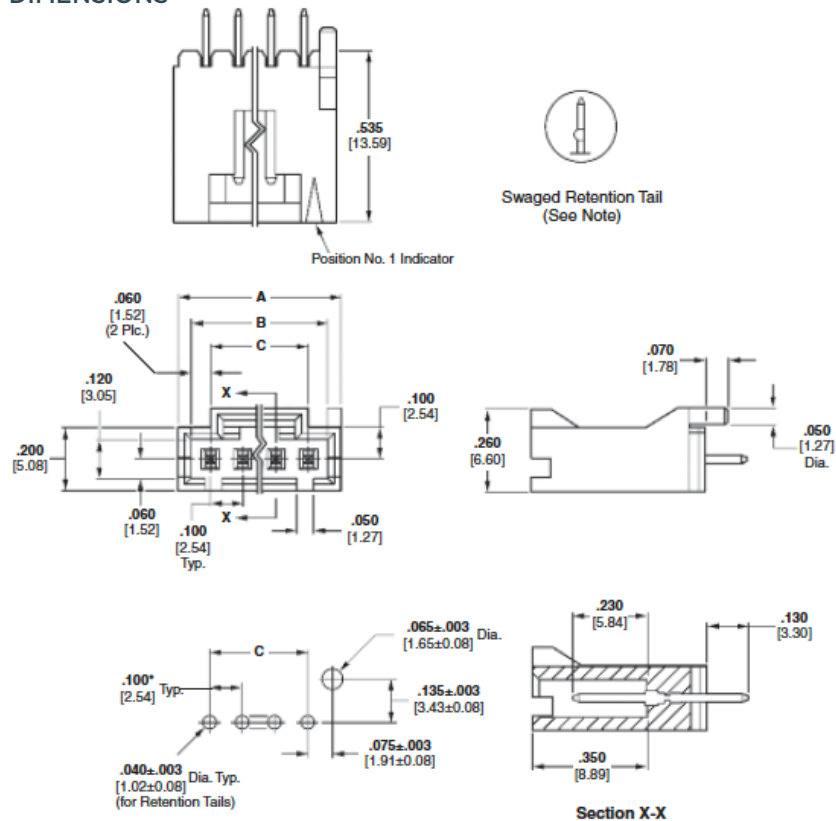 DIMENSIONS
.535
[13.59]
Swaged Retention Tail
(See Note)
Position No. 1 Indicator
.060
[1.52]
(2 Plc.)
A
B
C
X
.120
[3.05]
.100
[2.54]
.200
[5.08]
.060
[1.52]
X
.100
[2.54]
Typ.
.050
[1.27]
.070
[1.78]
.260
[6.60]
.050
[1.27]
Dia.
C
.065±.003 Dia.
[1.65±0.08]
.100* Typ.
[2.54]
.135±.003
[3.43±0.08]
.075±.003
[1.91±0.08]
.040±.003 Dia. Typ.
[1.02±0.08]
(for Retention Tails)
.230
[5.84]
.130
[3.30]
.350
[8.89]
Section X-X